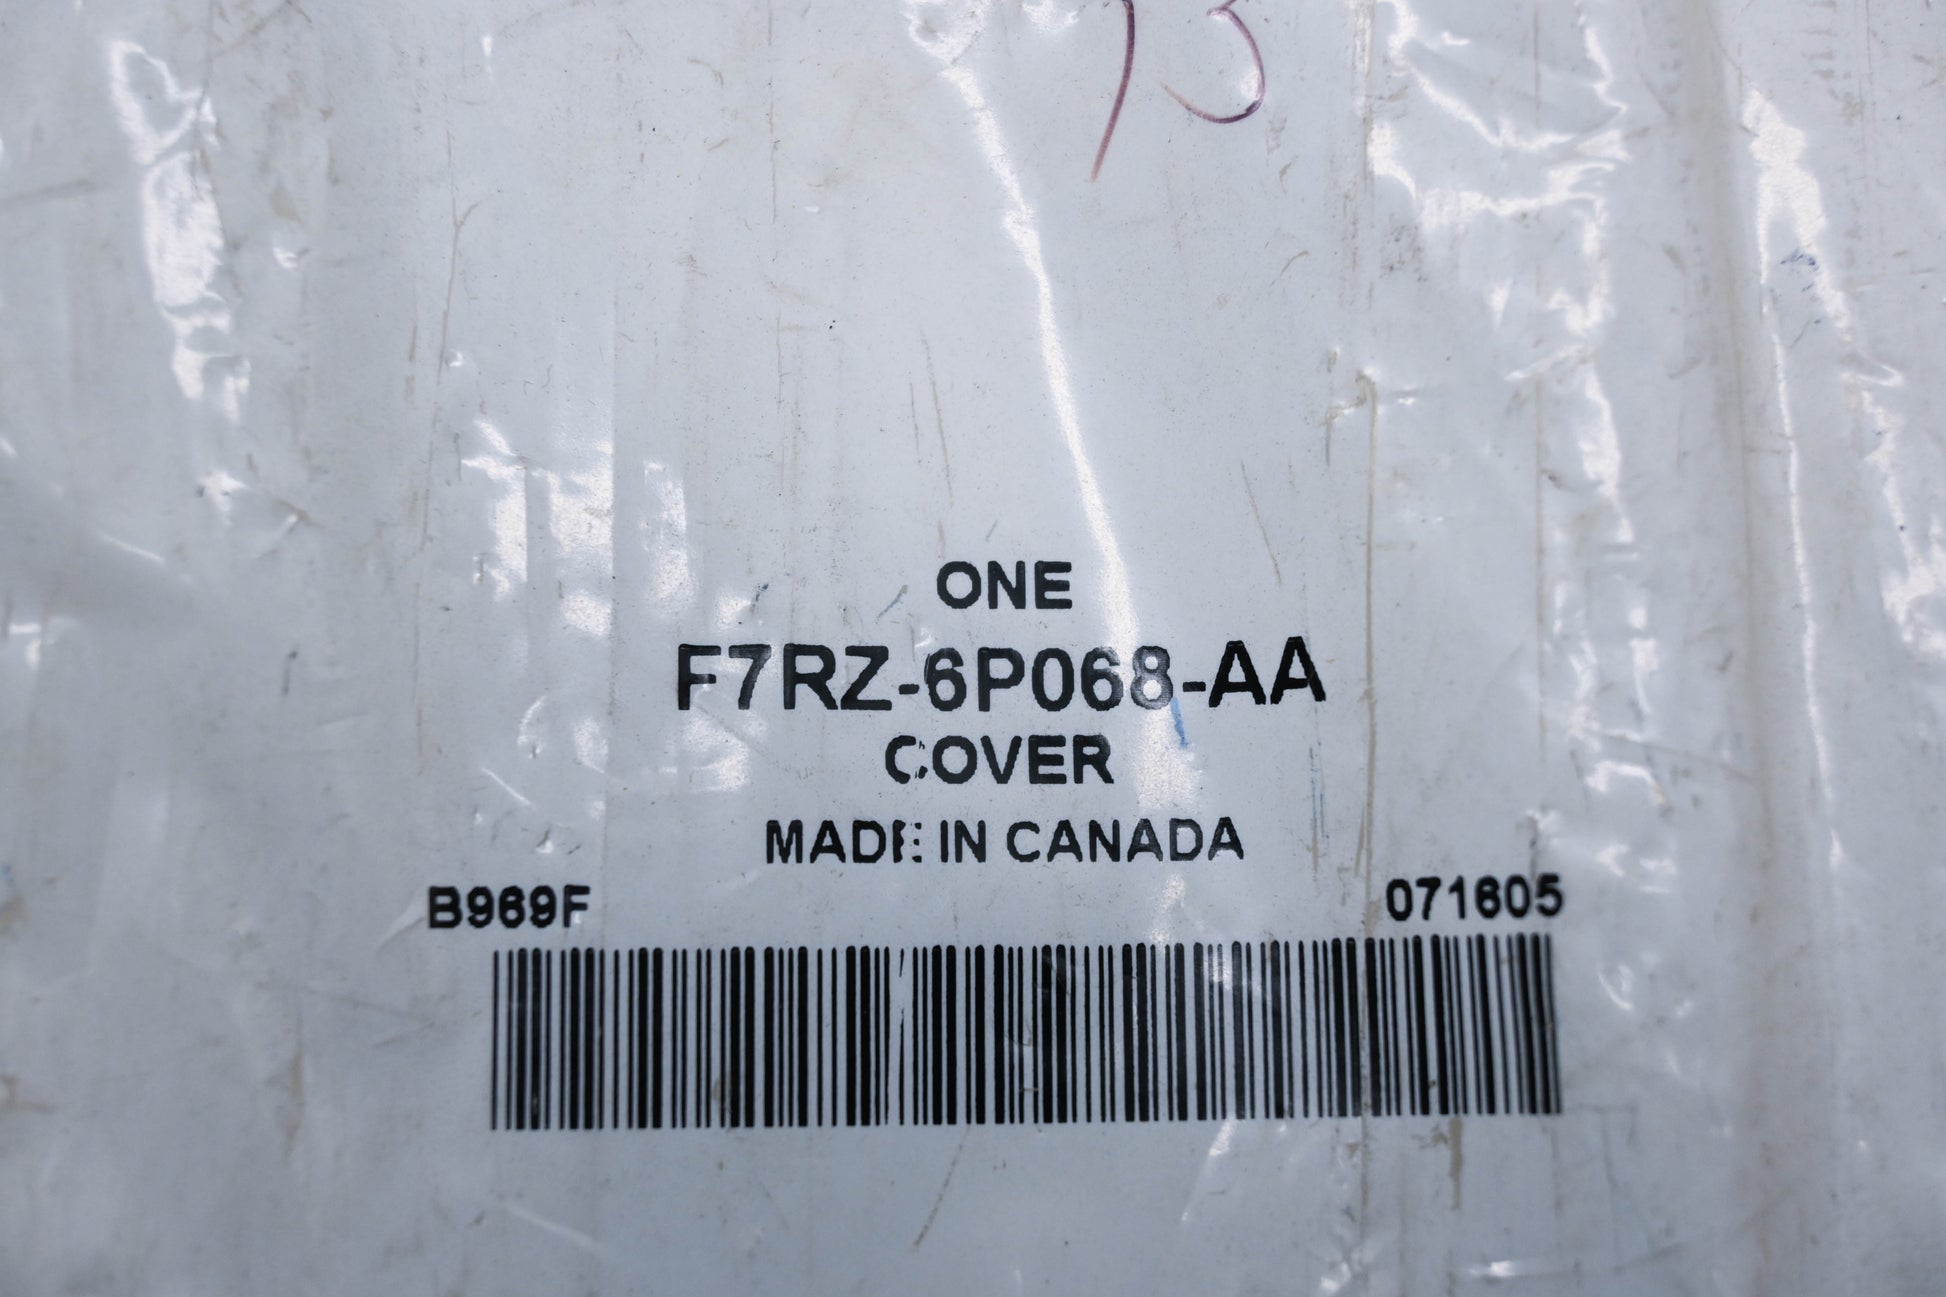 ONE
F7RZ-6P068-AA
COVER
MADE IN CANADA
B969F 071605